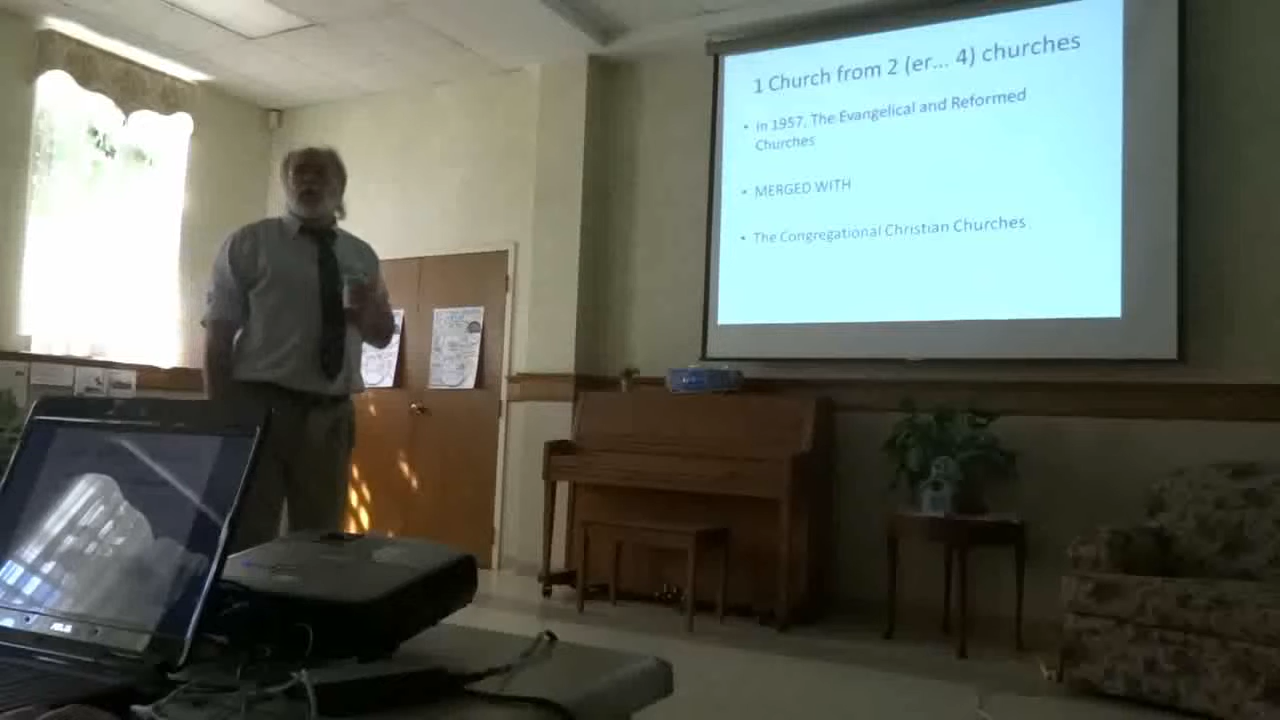 1 Church from 2 (er... 4) churches
• In 1957, The Evangelical and Reformed
Churches
• MERGED WITH
• The Congregational Christian Churches
ASUS